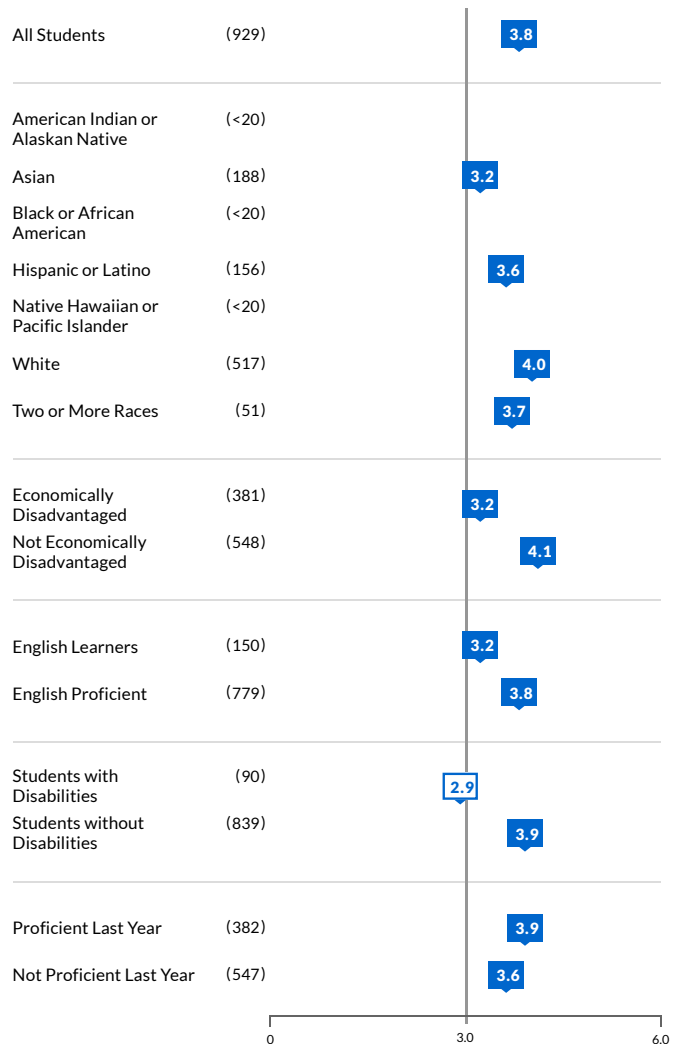 All Students (929) 3.8
American Indian or (<20)
Alaskan Native
Asian (188) 3.2
Black or African (<20)
American
Hispanic or Latino (156) 3.6
Native Hawaiian or (<20)
Pacific Islander
White (517) 4.0
Two or More Races (51) 3.7
Economically (381) 3.2
Disadvantaged
Not Economically (548) 4.1
Disadvantaged
English Learners (150) 3.2
English Proficient (779) 3.8
Students with (90) 2.9
Disabilities
Students without (839) 3.9
Disabilities
Proficient Last Year (382) 3.9
Not Proficient Last Year (547) 3.6
0 3.0 6.0